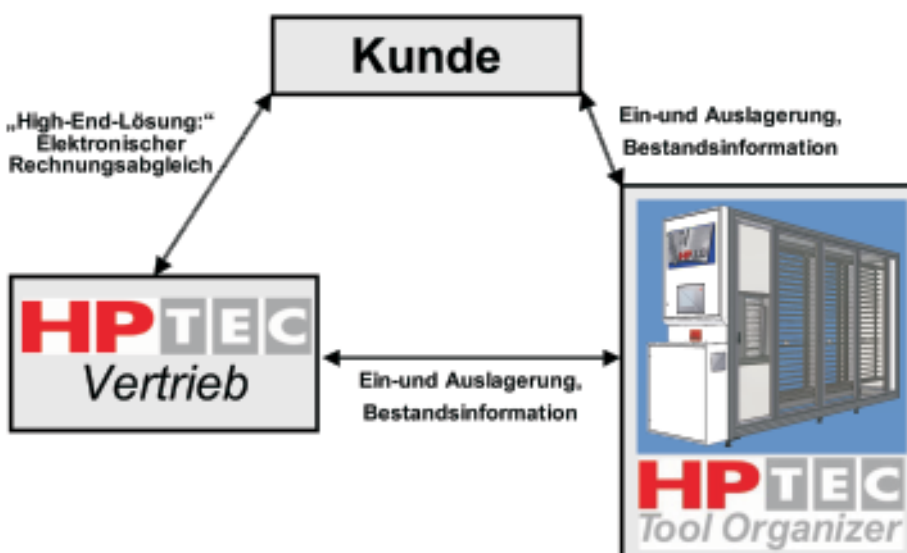 Kunde
„High-End-Lösung:“
Elektronischer
Rechnungsabgleich
Ein-und Auslagerung,
Bestandsinformation
HPTEC
HPTEC
Vertrieb
Ein-und Auslagerung,
Bestandsinformation
HPTEC
Tool Organizer